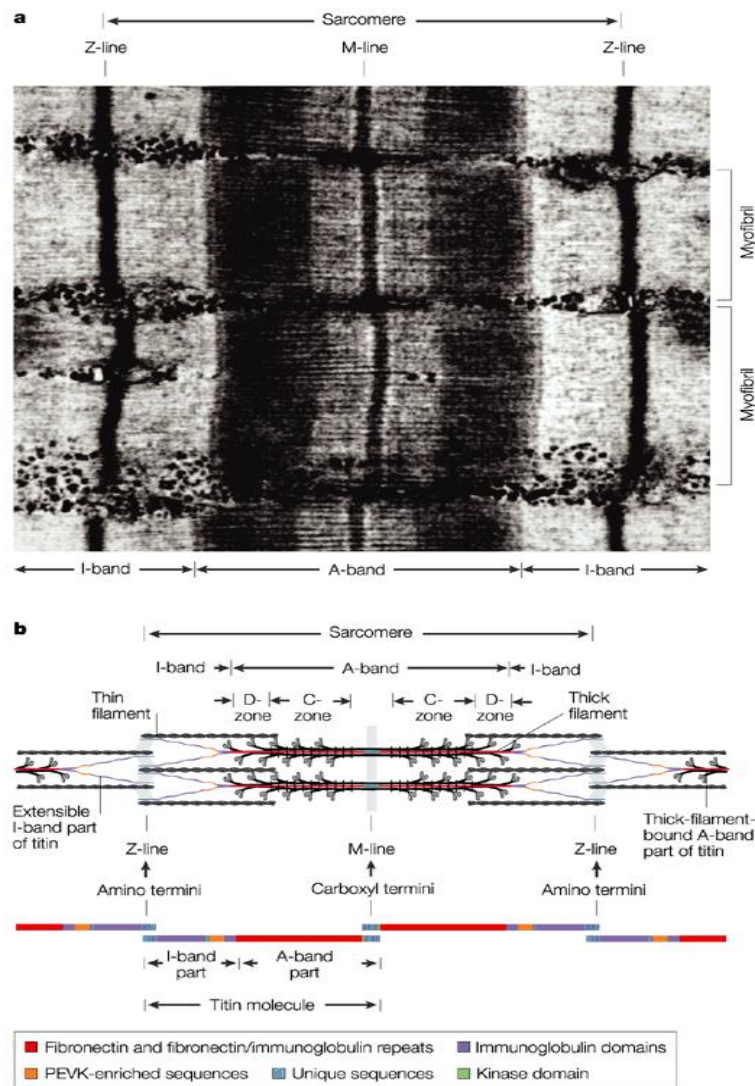 a
Sarcomere
Z-line M-line Z-line
Myofibril
Myofibril
I-band A-band I-band
b
Sarcomere
I-band A-band I-band
Thin filament
D-zone C-zone C-zone D-zone
Thick filament
Extensible
I-band part
of titin
Thick-filament-
bound A-band
part of titin
Z-line M-line Z-line
Amino termini Carboxyl termini Amino termini
I-band part A-band part
Titin molecule
Fibronectin and fibronectin/immunoglobulin repeats Immunoglobulin domains
PEVK-enriched sequences Unique sequences Kinase domain